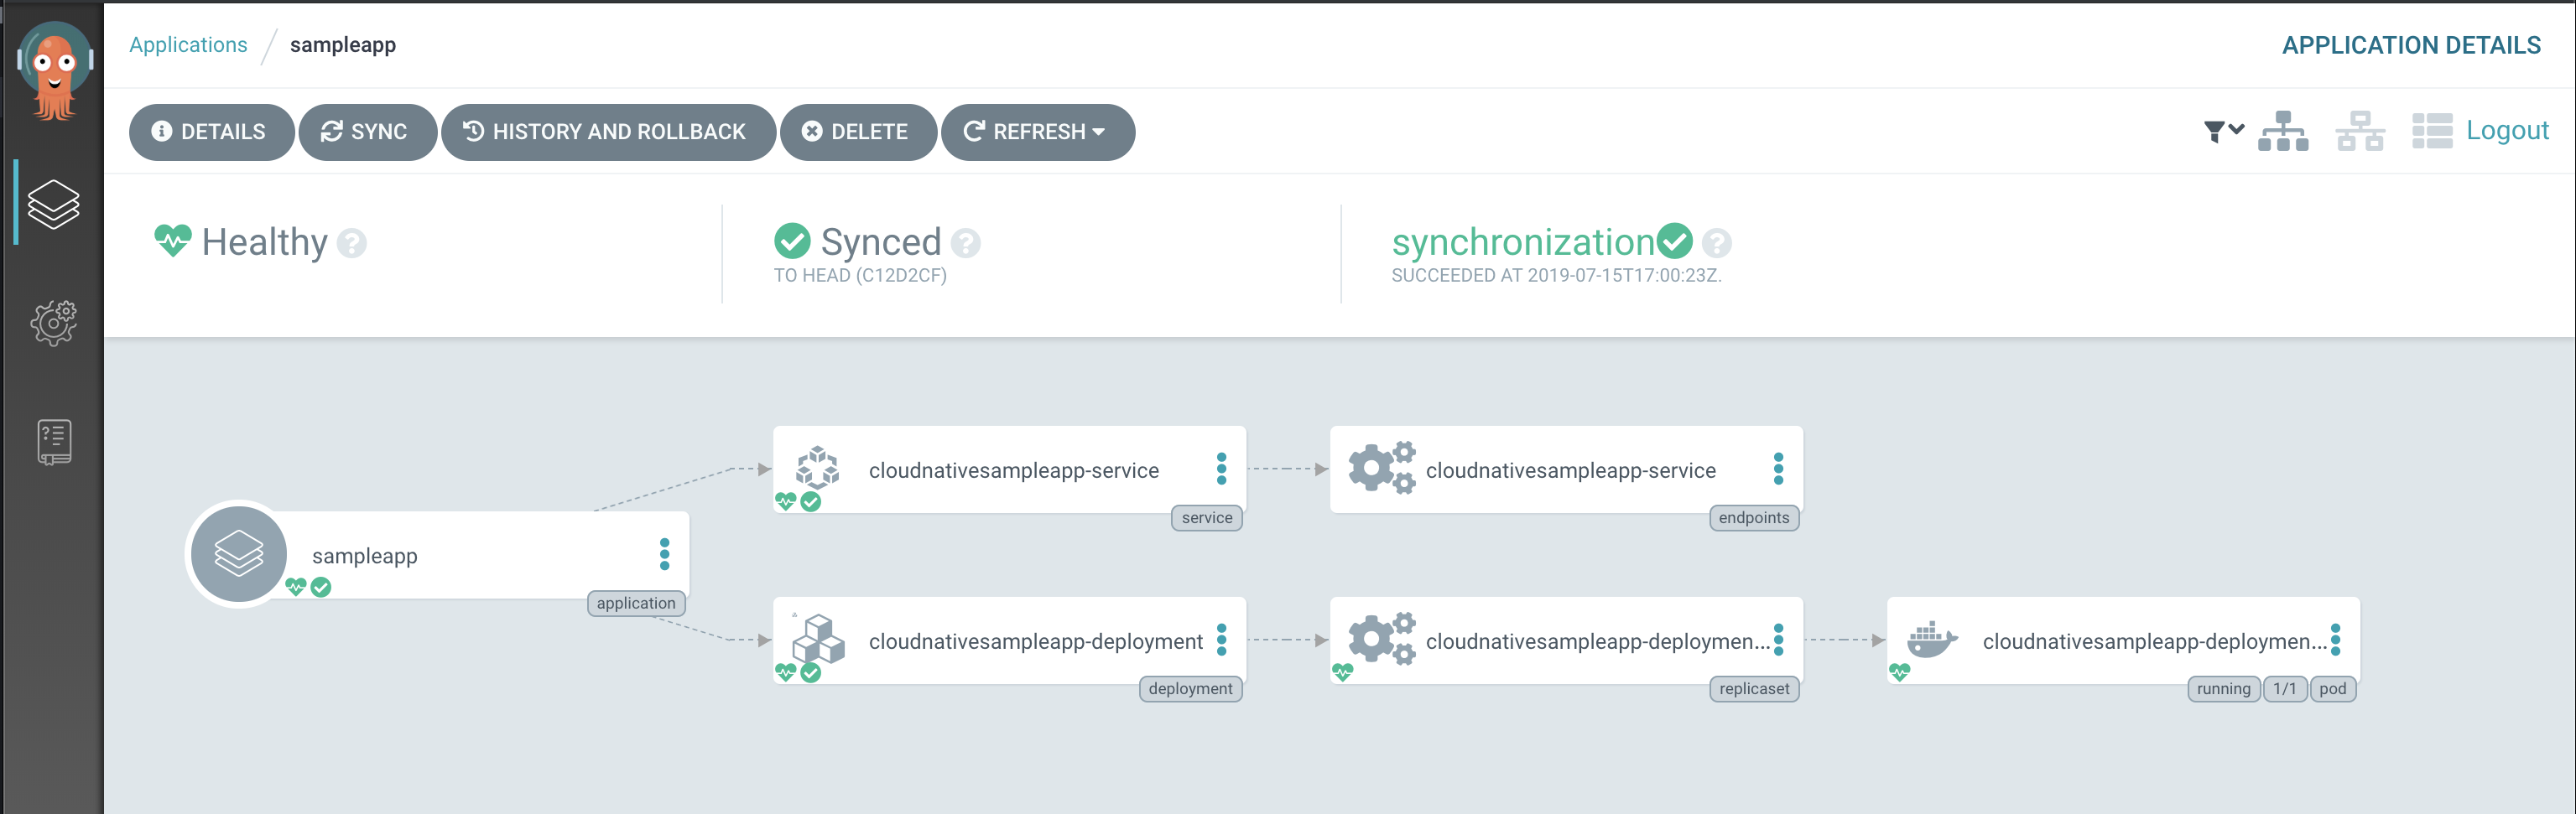 Applications / sampleapp
APPLICATION DETAILS
DETAILS
SYNC
HISTORY AND ROLLBACK
DELETE
REFRESH
Logout
Healthy ?
Synced ?
TO HEAD (C12D2CF)
synchronization ?
SUCCEEDED AT 2019-07-15T17:00:23Z.
sampleapp
application
cloudnativesampleapp-service
service
cloudnativesampleapp-service
endpoints
cloudnativesampleapp-deployment
deployment
cloudnativesampleapp-deploymen...
replicaset
cloudnativesampleapp-deploymen...
running
1/1
pod